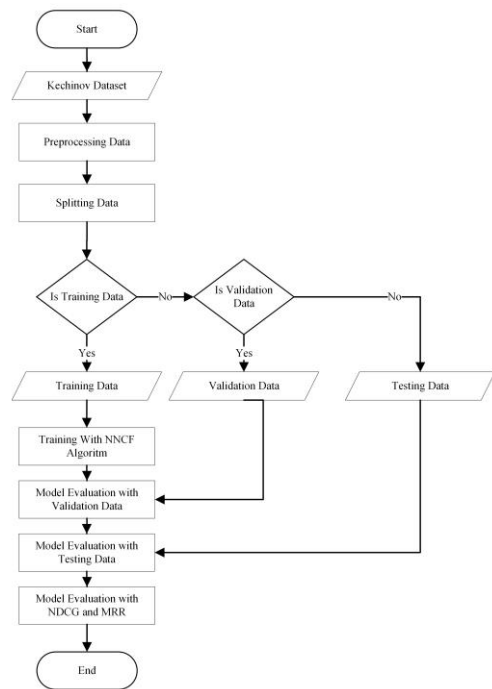 Start
Kechinov Dataset
Preprocessing Data
Splitting Data
Is Training Data
No
Is Validation
Data
No
Yes
Yes
Training Data
Validation Data
Testing Data
Training With NNCF
Algoritm
Model Evaluation with
Validation Data
Model Evaluation with
Testing Data
Model Evaluation with
NDCG and MRR
End